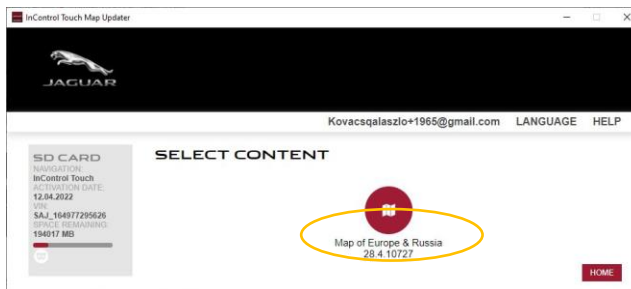 InControl Touch Map Updater
JAGUAR
Kovacsqalaszlo+1965@gmail.com LANGUAGE HELP
SD CARD
NAVIGATION:
InControl Touch
ACTIVATION DATE:
12.04.2022
VIN:
SAJ_164977295626
SPACE REMAINING:
194017 MB
SELECT CONTENT
Map of Europe & Russia
28.4.10727
HOME